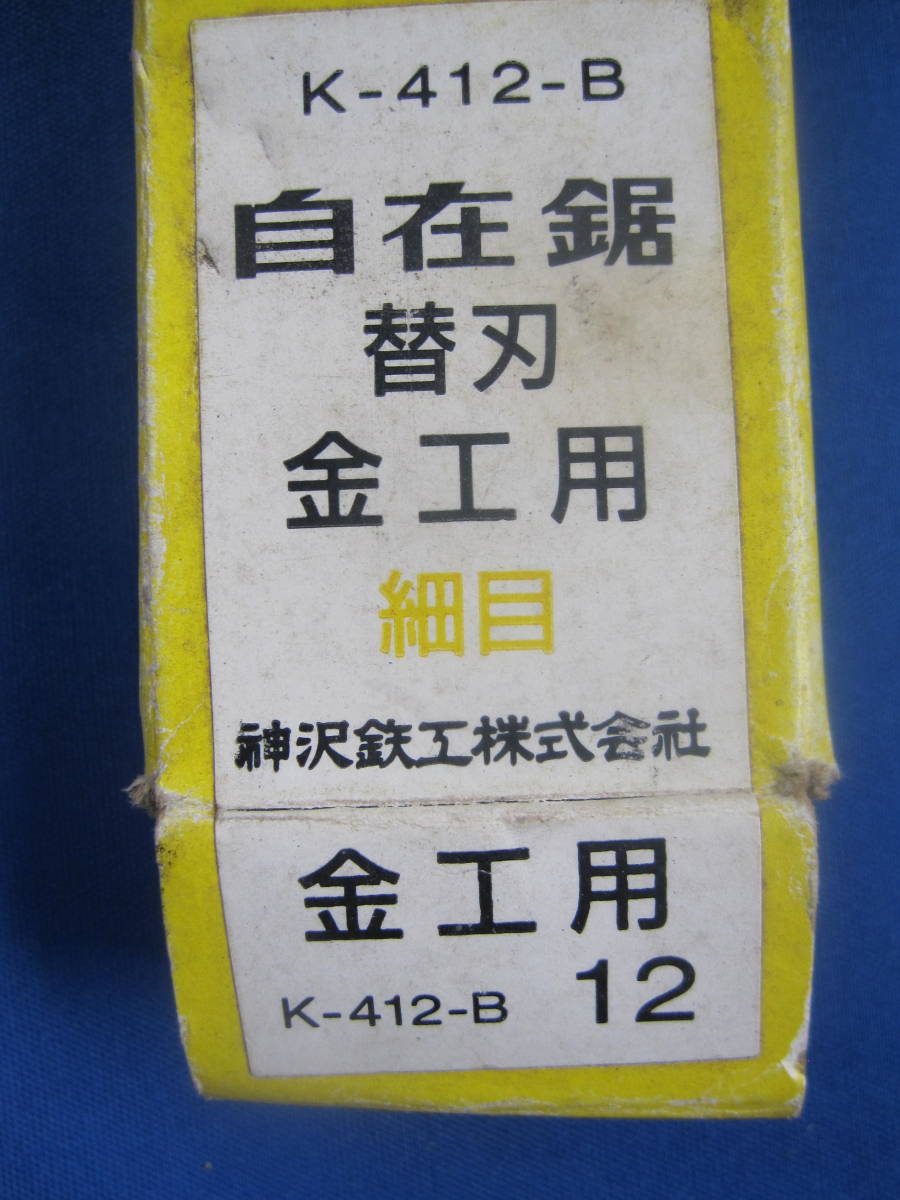 K-412-B
自在鋸
替刃
金工用
細目
神沢鉄工株式会社
金工用
K-412-B 12